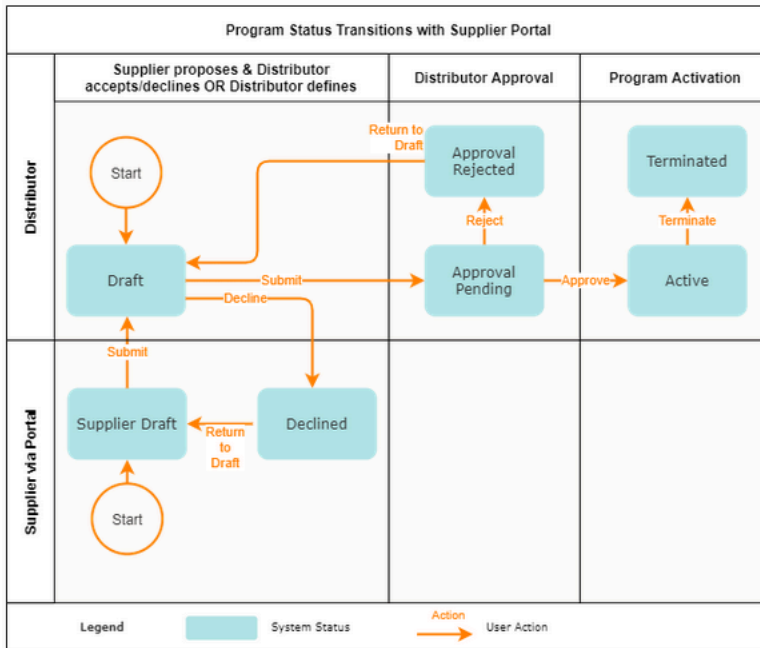 Program Status Transitions with Supplier Portal
Supplier proposes & Distributor
accepts/declines OR Distributor defines
Distributor Approval
Program Activation
Distributor
Start
Return to
Draft
Approval
Rejected
Terminated
Reject
Terminate
Draft
Submit
Approval
Pending
Approve
Active
Decline
Supplier via Portal
Submit
Supplier Draft
Return
to
Draft
Declined
Start
Legend
System Status
Action
User Action